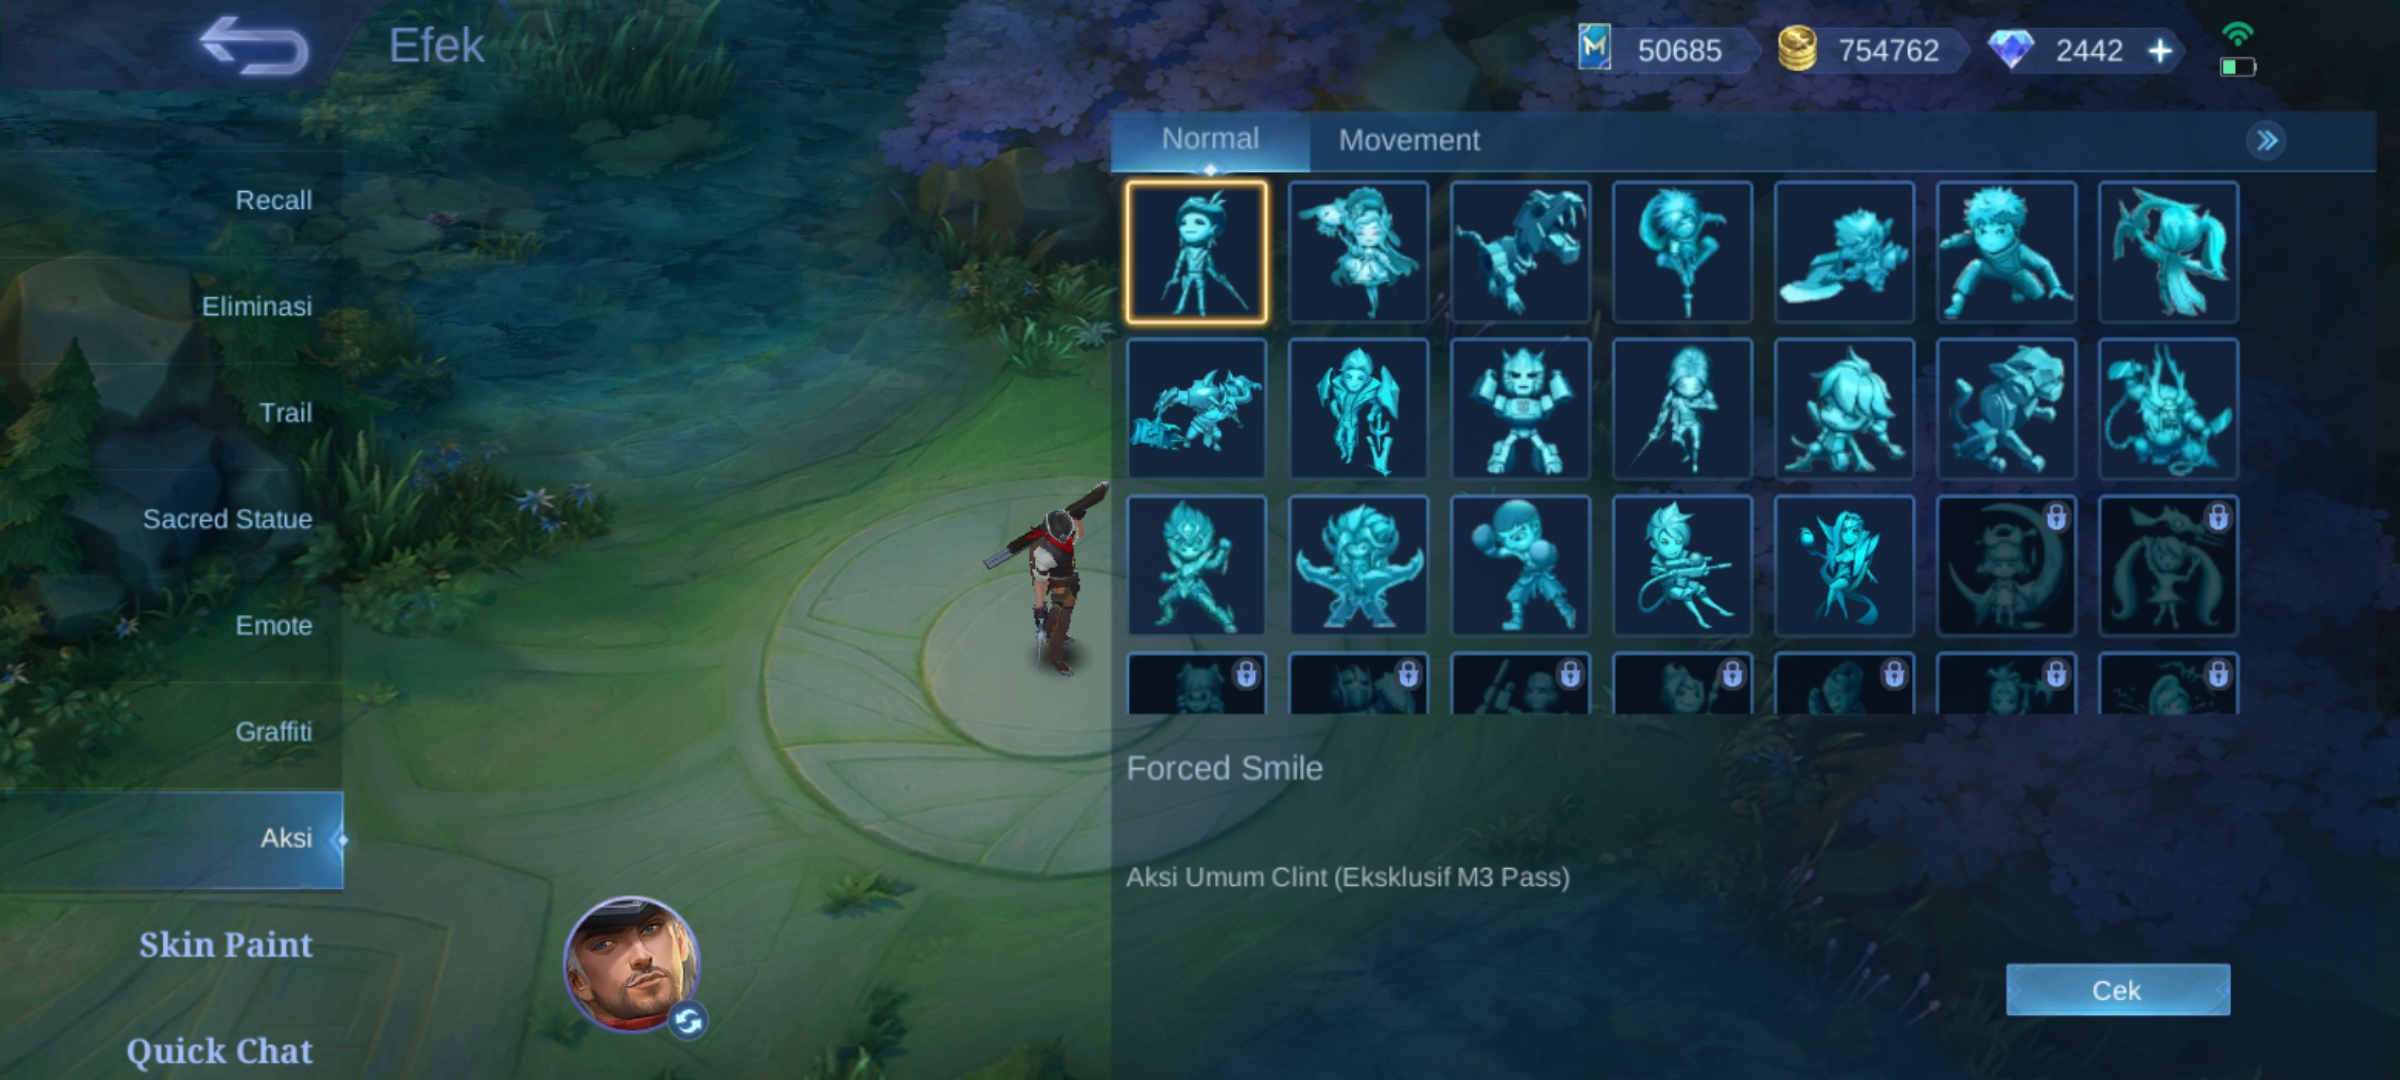 Efek
50685
754762
2442
Normal
Movement
Recall
Eliminasi
Trail
Sacred Statue
Emote
Graffiti
Aksi
Skin Paint
Quick Chat
Forced Smile
Aksi Umum Clint (Eksklusif M3 Pass)
Cek